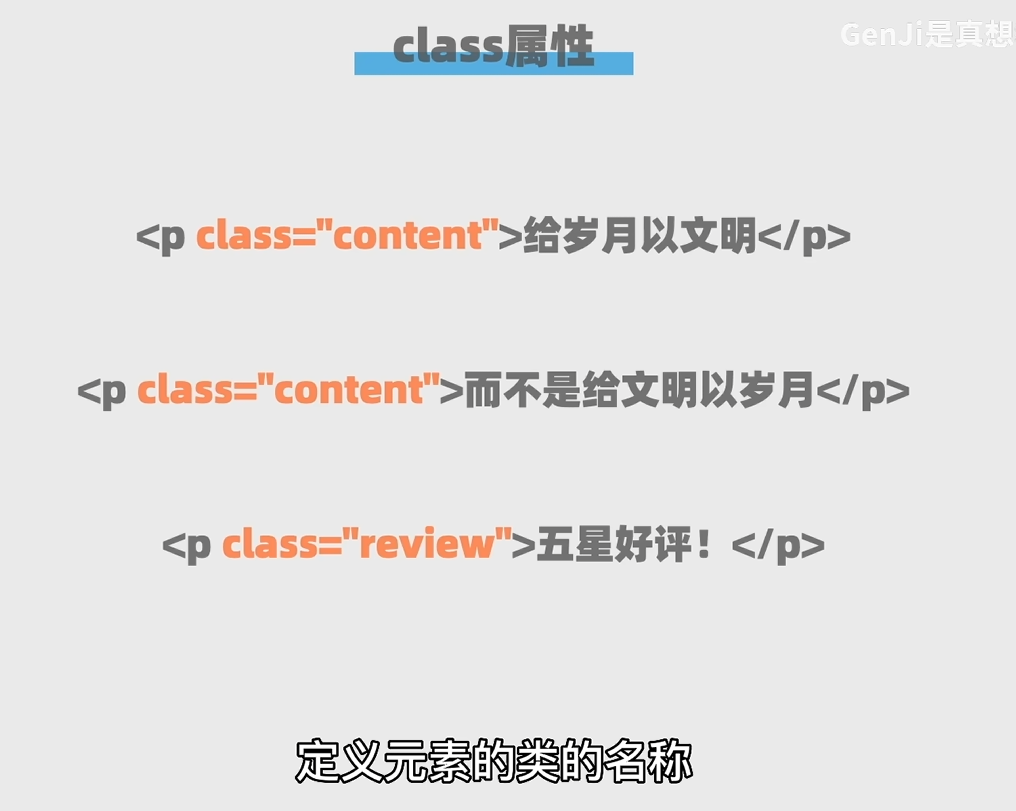 class属性
GenJi是真想
<p class="content">给岁月以文明</p>
<p class="content">而不是给文明以岁月</p>
<p class="review">五星好评！</p>
定义元素的类的名称